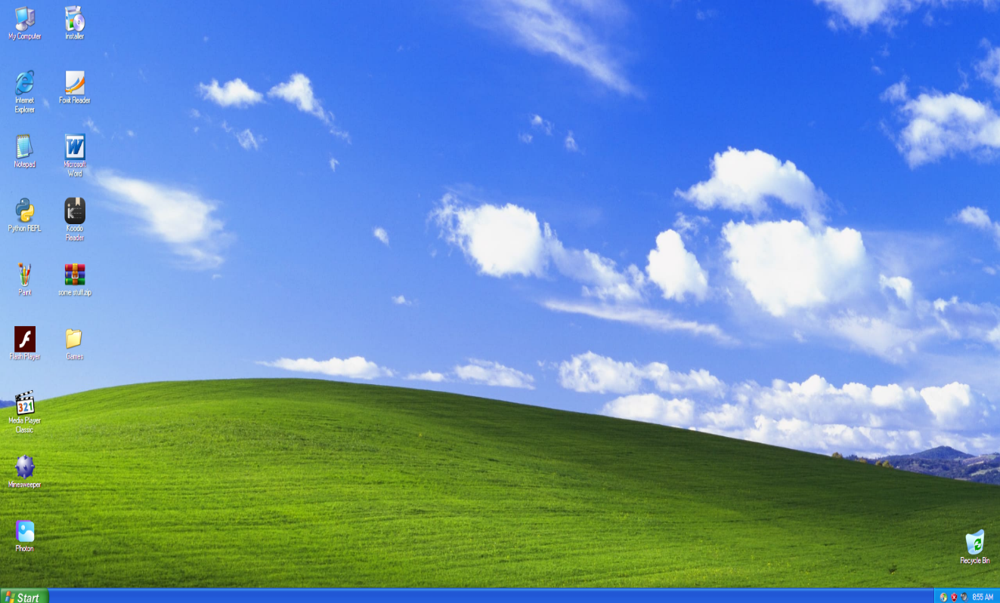 My Computer
Installer
Internet
Explorer
Foxit Reader
Notepad
Microsoft
Word
Python REPL
Koodo
Reader
Paint
some stuff.zip
Flash Player
Games
321
Media Player
Classic
Minesweeper
Photon
Recycle Bin
Start
8:55 AM